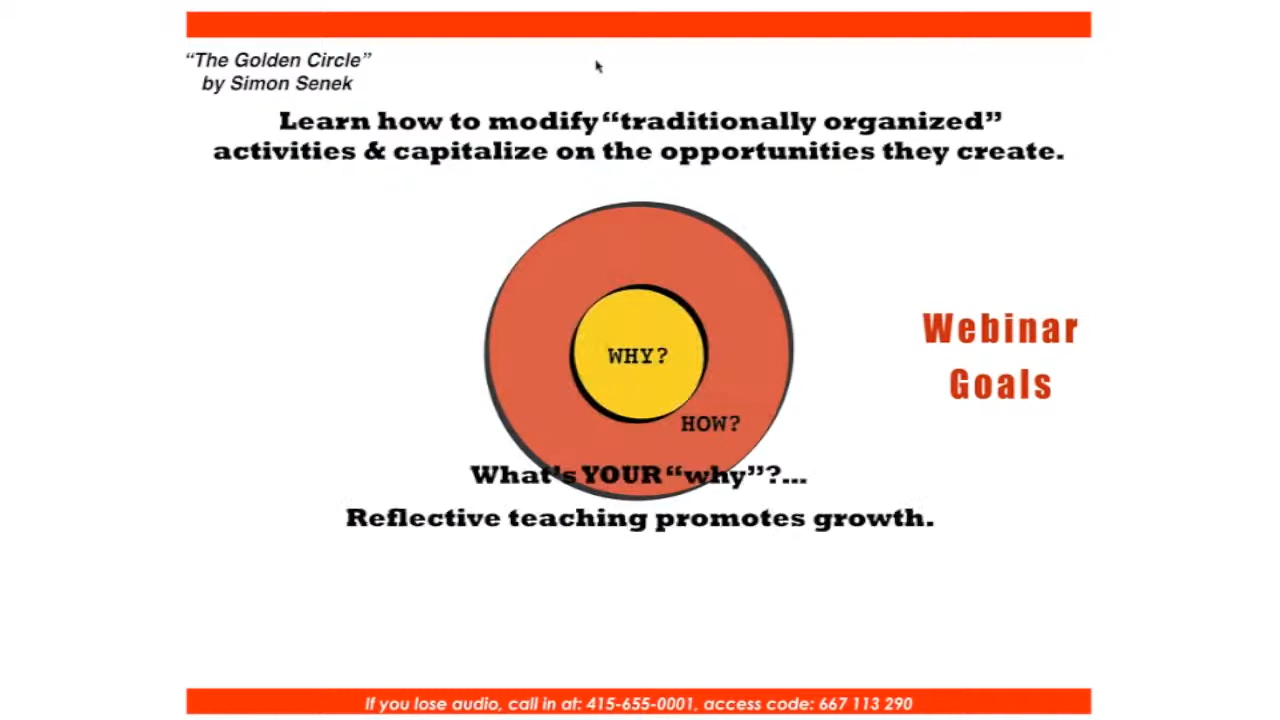 “The Golden Circle”
by Simon Senek
Learn how to modify “traditionally organized”
activities & capitalize on the opportunities they create.
WHY?
HOW?
Webinar
Goals
What's YOUR “why”?...
Reflective teaching promotes growth.
If you lose audio, call in at: 415-655-0001, access code: 667 113 290